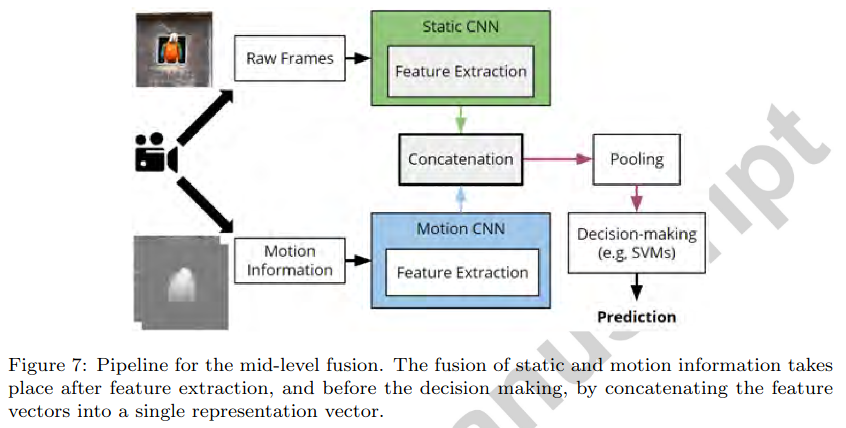 Static CNN
Raw Frames
Feature Extraction
Concatenation
Pooling
Motion CNN
Motion
Information
Feature Extraction
Decision-making
(e.g, SVMs)
Prediction
Figure 7: Pipeline for the mid-level fusion. The fusion of static and motion information takes
place after feature extraction, and before the decision making, by concatenating the feature
vectors into a single representation vector.